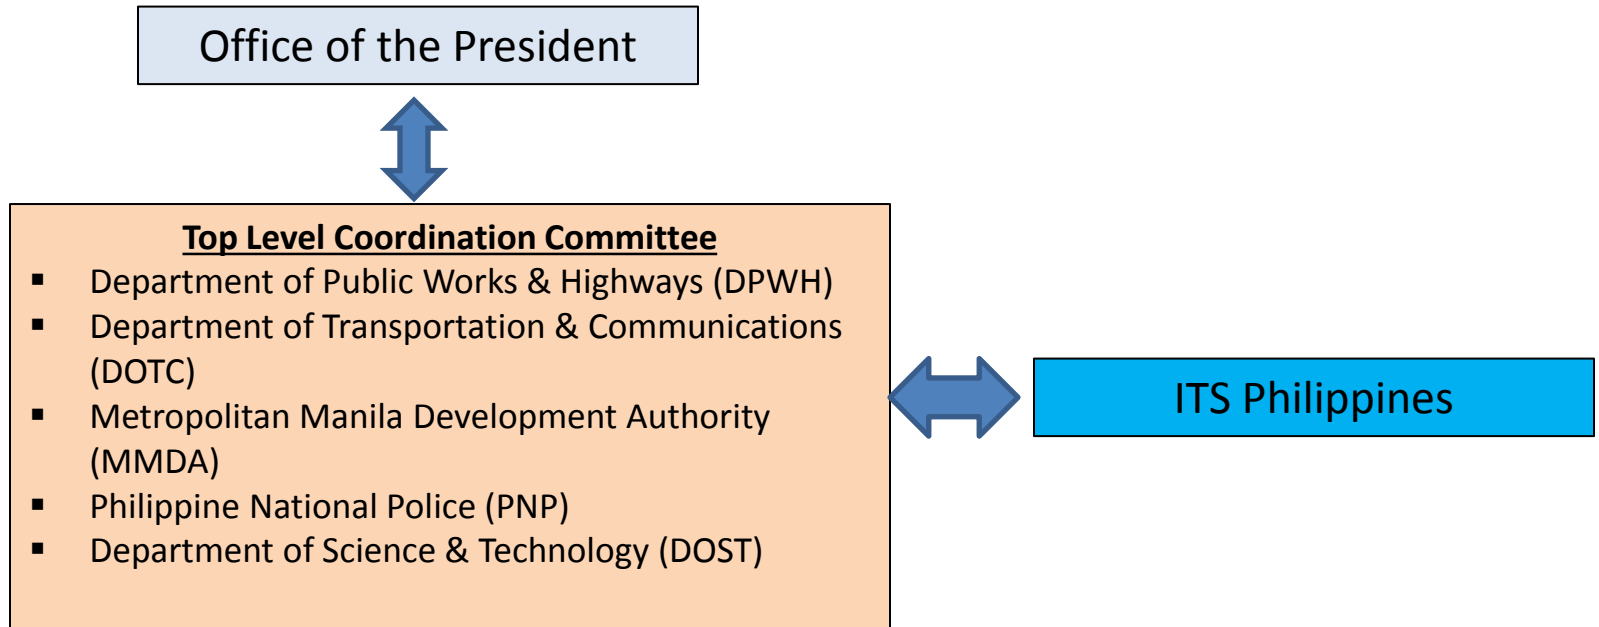 Office of the President
Top Level Coordination Committee
▪ Department of Public Works & Highways (DPWH)
▪ Department of Transportation & Communications
(DOTC)
▪ Metropolitan Manila Development Authority
(MMDA)
▪ Philippine National Police (PNP)
▪ Department of Science & Technology (DOST)
ITS Philippines